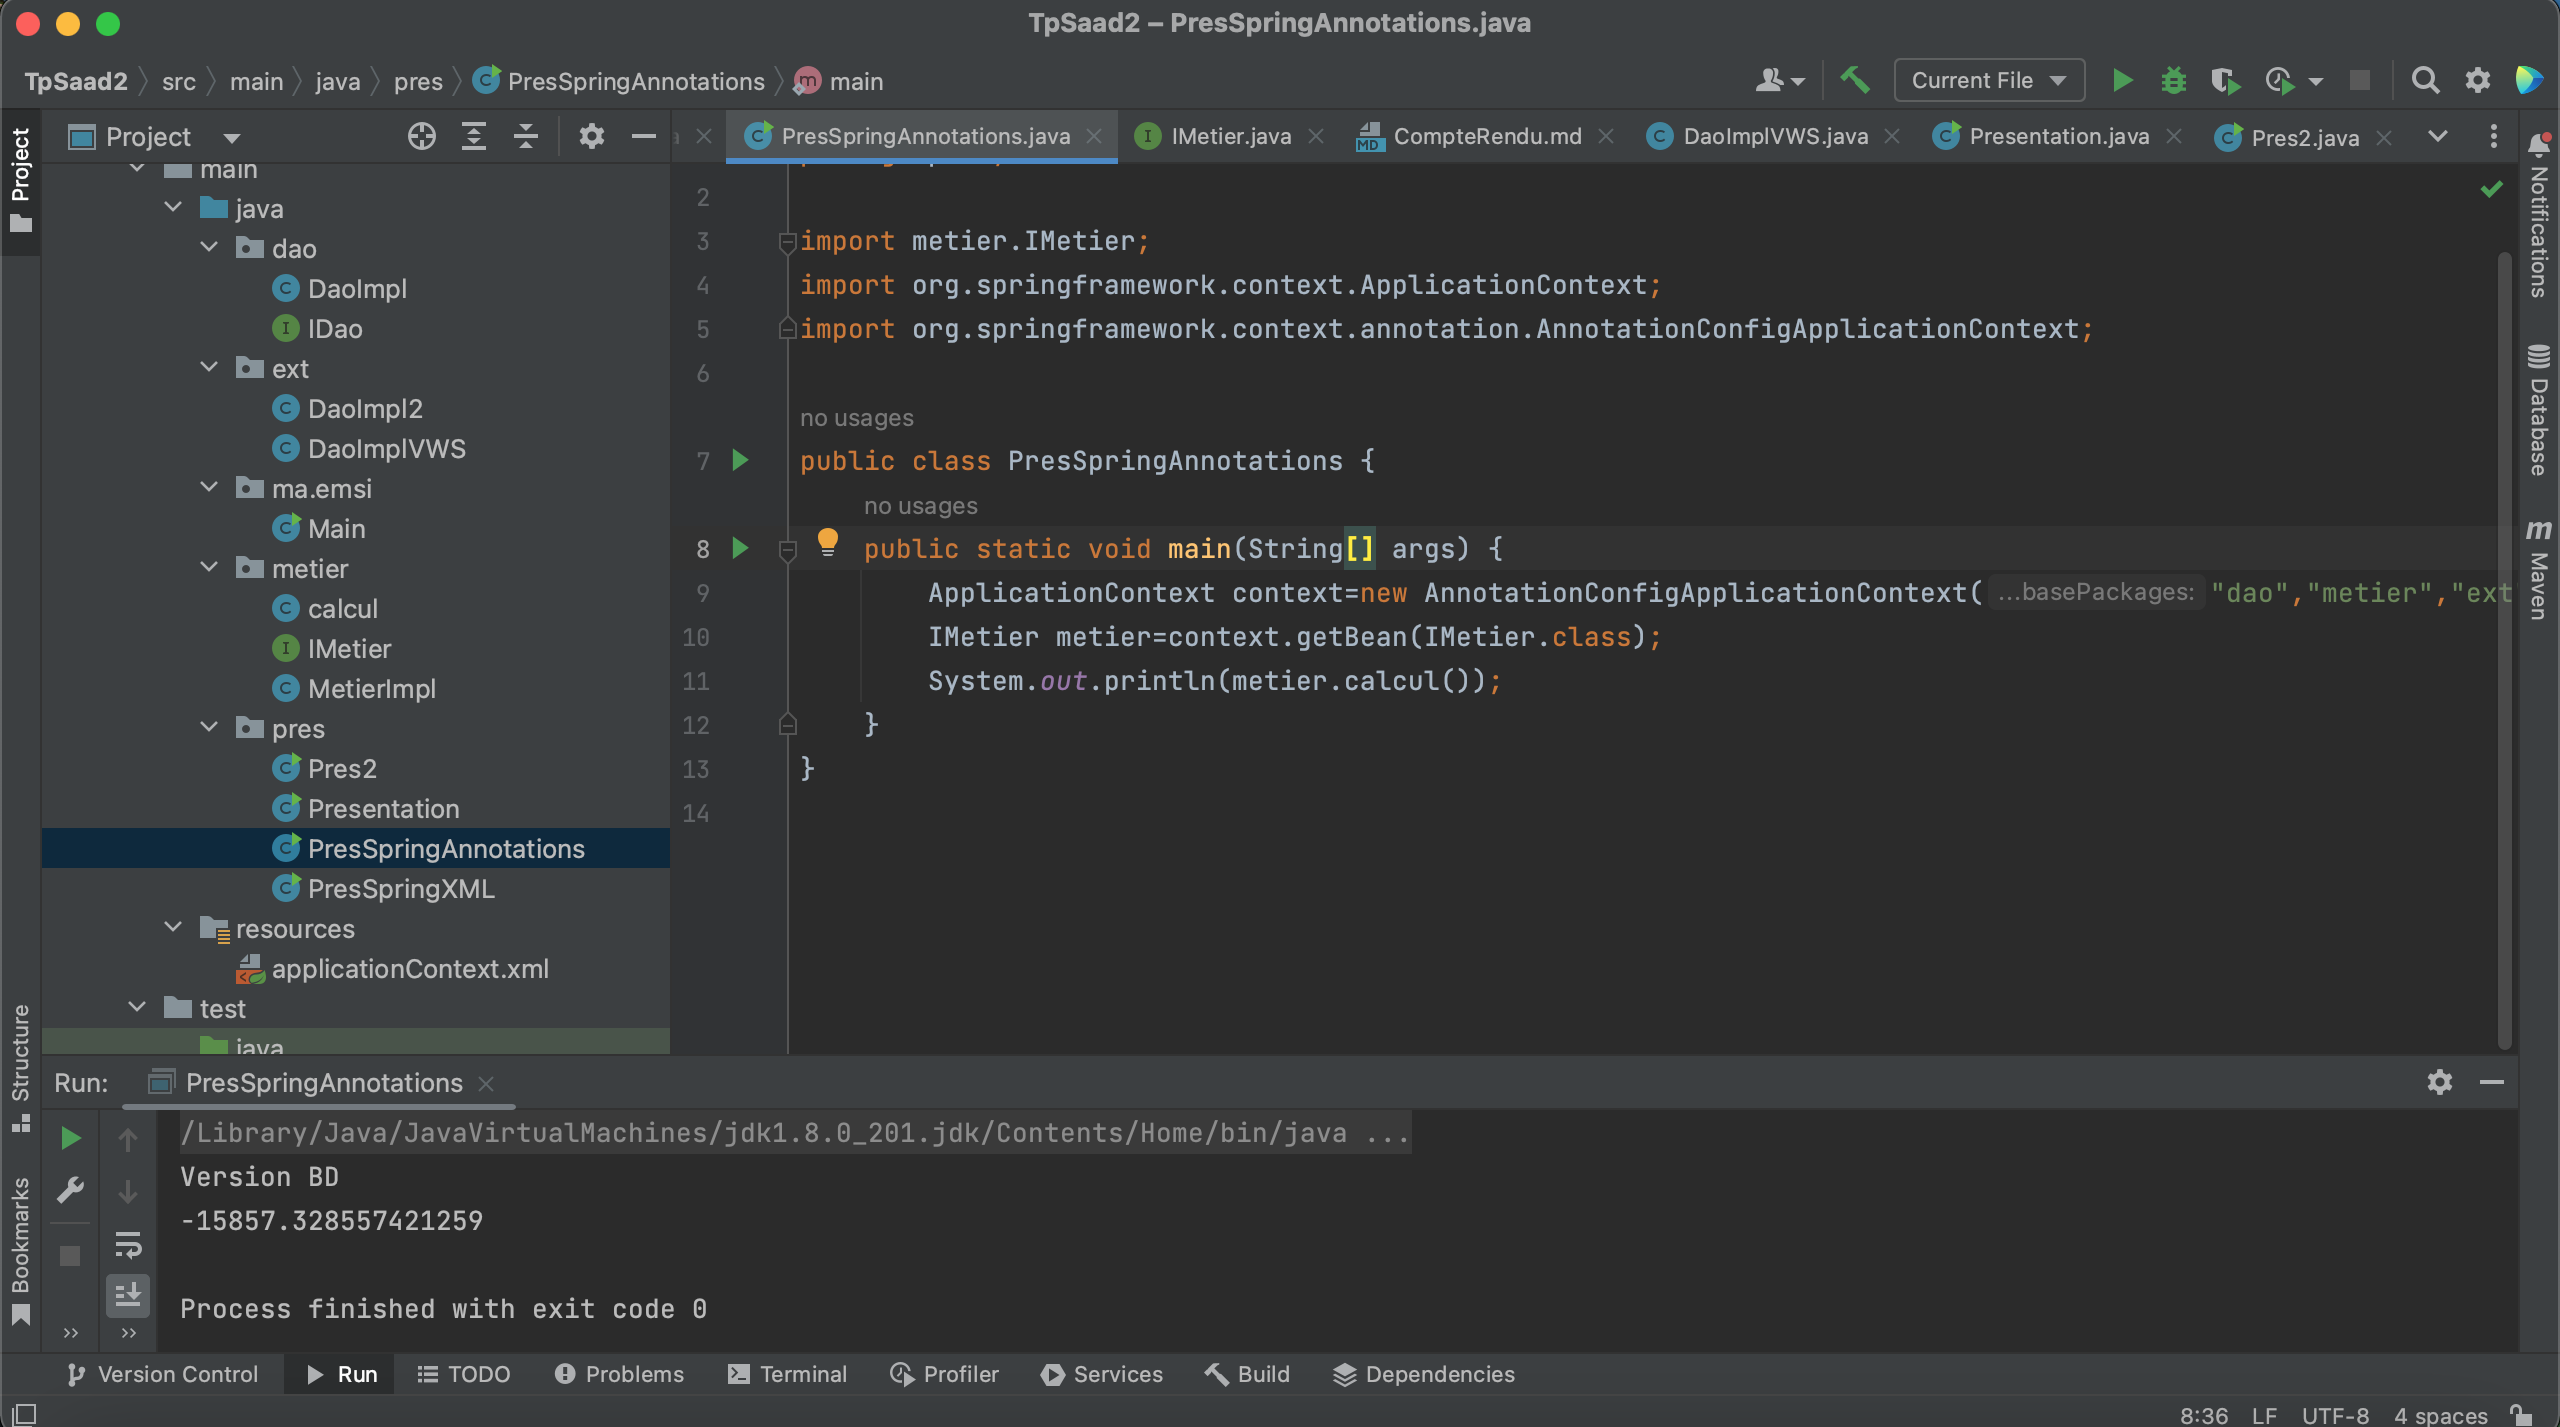 TpSaad2 – PresSpringAnnotations.java
TpSaad2 src main java pres PresSpringAnnotations main
Current File
Project
PresSpringAnnotations.java IMetier.java CompteRendu.md DaoImplVWS.java Presentation.java Pres2.java
Project
main
java
dao
DaoImpl
IDao
ext
DaoImpl2
DaoImplVWS
ma.emsi
Main
metier
calcul
IMetier
MetierImpl
pres
Pres2
Presentation
PresSpringAnnotations
PresSpringXML
resources
applicationContext.xml
test
java
2
3 import metier.IMetier;
4 import org.springframework.context.ApplicationContext;
5 import org.springframework.context.annotation.AnnotationConfigApplicationContext;
6
no usages
7 public class PresSpringAnnotations {
no usages
8 public static void main(String[] args) {
9 ApplicationContext context=new AnnotationConfigApplicationContext( ...basePackages: "dao","metier","ext
10 IMetier metier=context.getBean(IMetier.class);
11 System.out.println(metier.calcul());
12 }
13 }
14
Notifications
Database
m Maven
Structure
Bookmarks
Run: PresSpringAnnotations
/Library/Java/JavaVirtualMachines/jdk1.8.0_201.jdk/Contents/Home/bin/java ...
Version BD
-15857.328557421259
Process finished with exit code 0
Version Control Run TODO Problems Terminal Profiler Services Build Dependencies
8:36 LF UTF-8 4 spaces